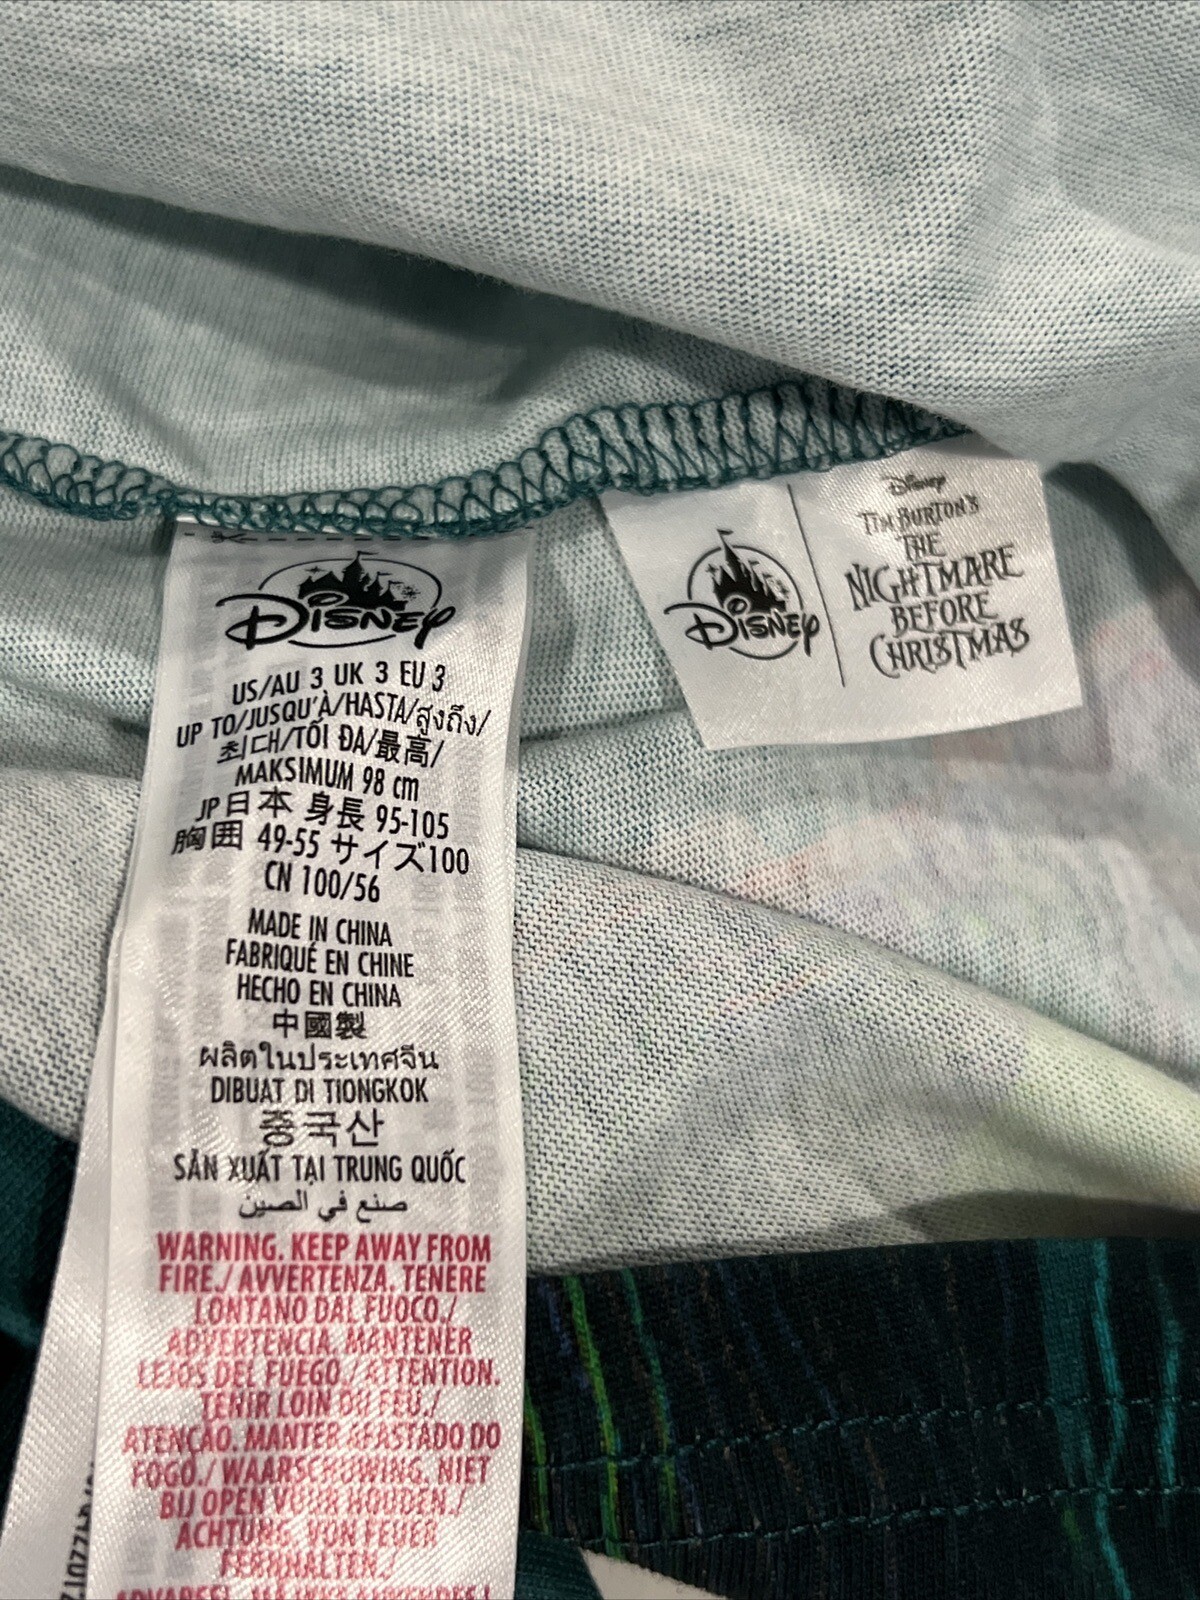 Disney
US/AU 3 UK 3 EU 3
UP TO/JUSQU'À/HASTA/สูงถึง/
최대/TỐI ĐA/最高/
MAKSIMUM 98 cm
JP日本 身長 95-105
胸囲 49-55 サイズ100
CN 100/56
MADE IN CHINA
FABRIQUÉ EN CHINE
HECHO EN CHINA
中國製
ผลิตในประเทศจีน
DIBUAT DI TIONGKOK
중국산
SẢN XUẤT TẠI TRUNG QUỐC
صنع في الصين
WARNING. KEEP AWAY FROM
FIRE./ AVVERTENZA. TENERE
LONTANO DAL FUOCO./
ADVERTENCIA. MANTENER
LEJOS DEL FUEGO./ ATTENTION.
TENIR LOIN DU FEU./
ATENÇÃO. MANTER AFASTADO DO
FOGO./ WAARSCHUWING. NIET
BIJ OPEN VUUR HOUDEN./
ACHTUNG. VON FEUER
FERNHALTEN./
Disney
Disney
TIM BURTON'S
THE
NIGHTMARE
BEFORE
CHRISTMAS